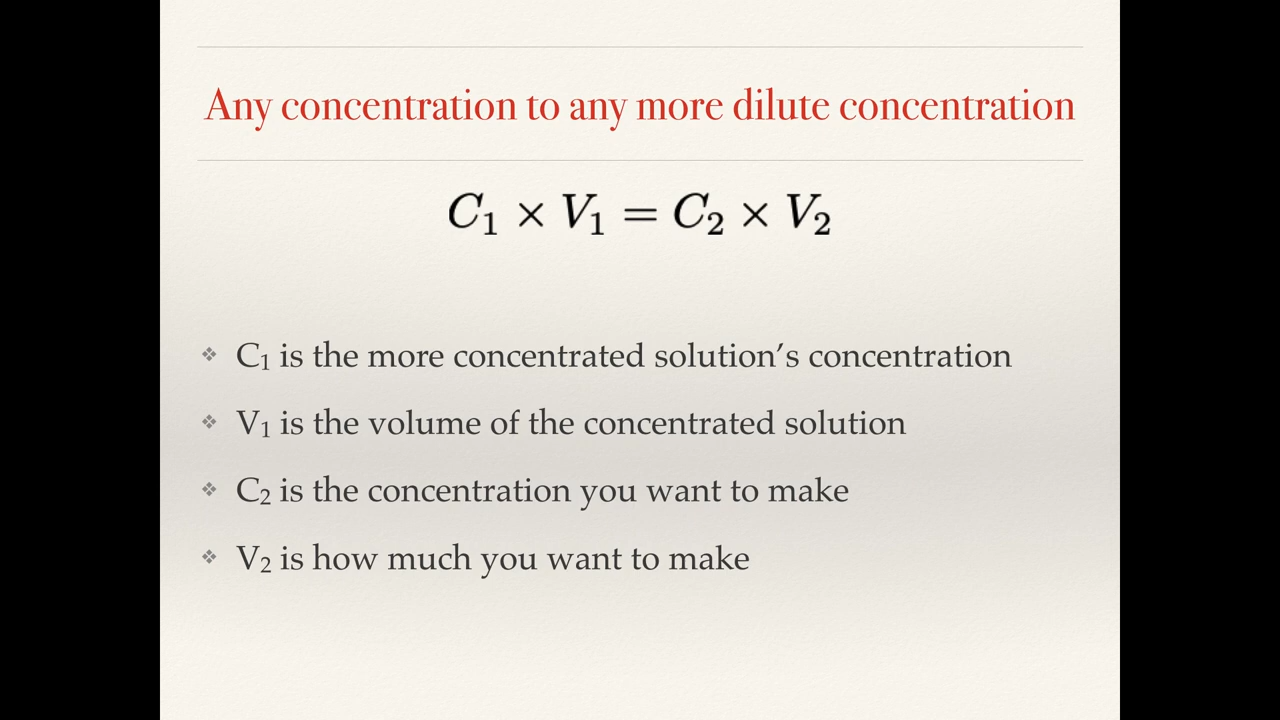 Any concentration to any more dilute concentration
C₁ × V₁ = C₂ × V₂
❖ C₁ is the more concentrated solution’s concentration
❖ V₁ is the volume of the concentrated solution
❖ C₂ is the concentration you want to make
❖ V₂ is how much you want to make